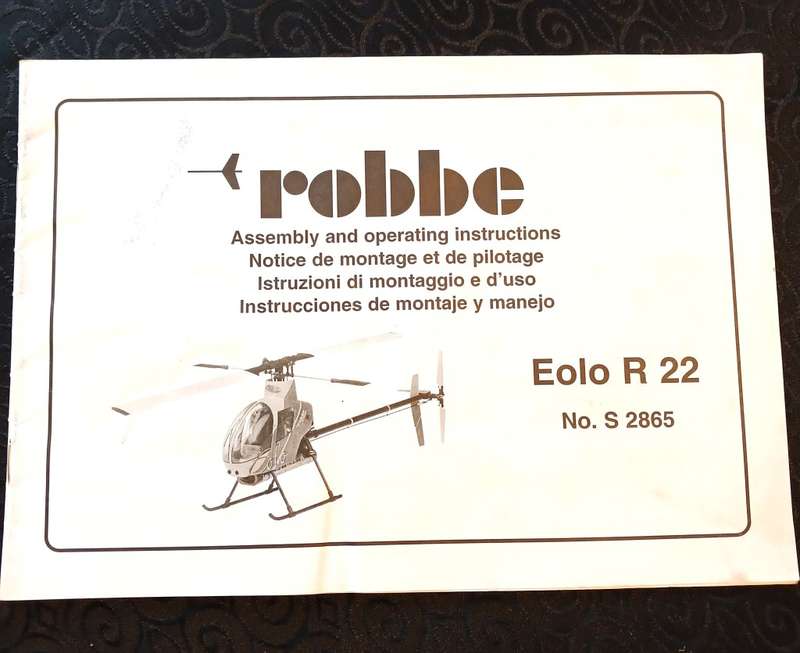 robbe
Assembly and operating instructions
Notice de montage et de pilotage
Istruzioni di montaggio e d'uso
Instrucciones de montaje y manejo
Eolo R 22
No. S 2865